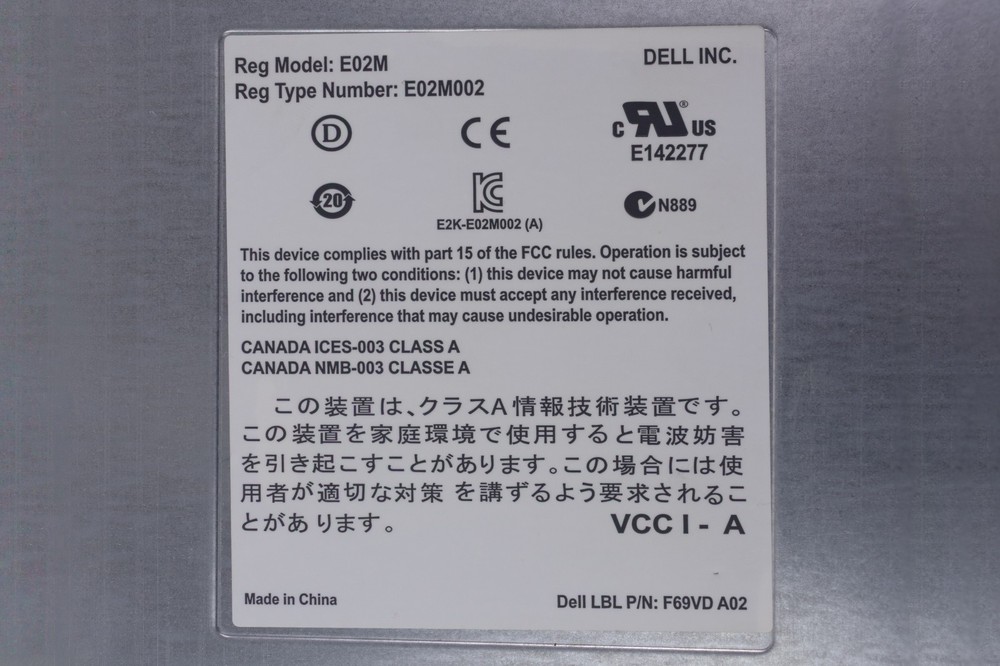 Reg Model: E02M
DELL INC.
Reg Type Number: E02M002
D
CE
c RU® US
E142277
20
KC
E2K-E02M002 (A)
N889
This device complies with part 15 of the FCC rules. Operation is subject
to the following two conditions: (1) this device may not cause harmful
interference and (2) this device must accept any interference received,
including interference that may cause undesirable operation.
CANADA ICES-003 CLASS A
CANADA NMB-003 CLASSE A
この装置は、クラスA情報技術装置です。
この装置を家庭環境で使用すると電波妨害
を引き起こすことがあります。この場合には使
用者が適切な対策 を講ずるよう要求されるこ
とがあります。
VCC I - A
Made in China
Dell LBL P/N: F69VD A02